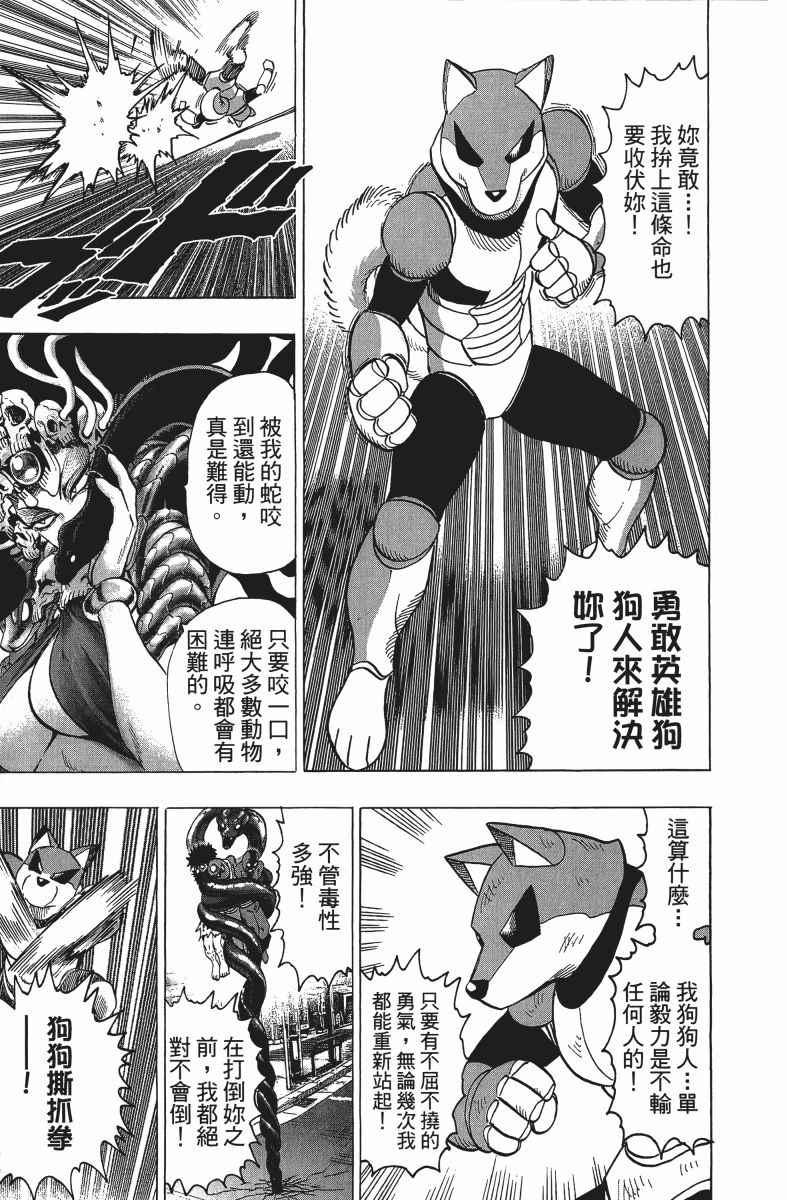 妳竟敢…！
我拚上這條命也
要收伏妳！
勇敢英雄狗
狗人來解決
妳了！
被我的蛇咬
到還能動，
真是難得。
只要咬一口，
絕大多數動物
連呼吸都會有
困難的。
這算什麼…
我狗狗人…單
論毅力是不輸
任何人的！
只要有不屈不撓的
勇氣，無論幾次我
都能重新站起！
不管毒性
多強！
在打倒妳之
前，我都絕
對不會倒！
狗狗撕抓拳
——！